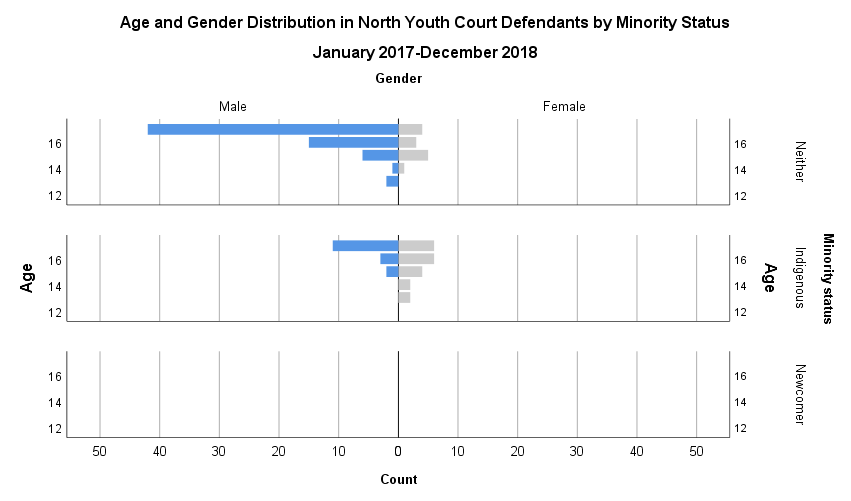 Age and Gender Distribution in North Youth Court Defendants by Minority Status
January 2017-December 2018
Gender
Male Female
16 16
14 14
12 12
Neither
16 16
14 14
12 12
Indigenous
16 16
14 14
12 12
Newcomer
Age
Age
Minority status
50 40 30 20 10 0 10 20 30 40 50
Count